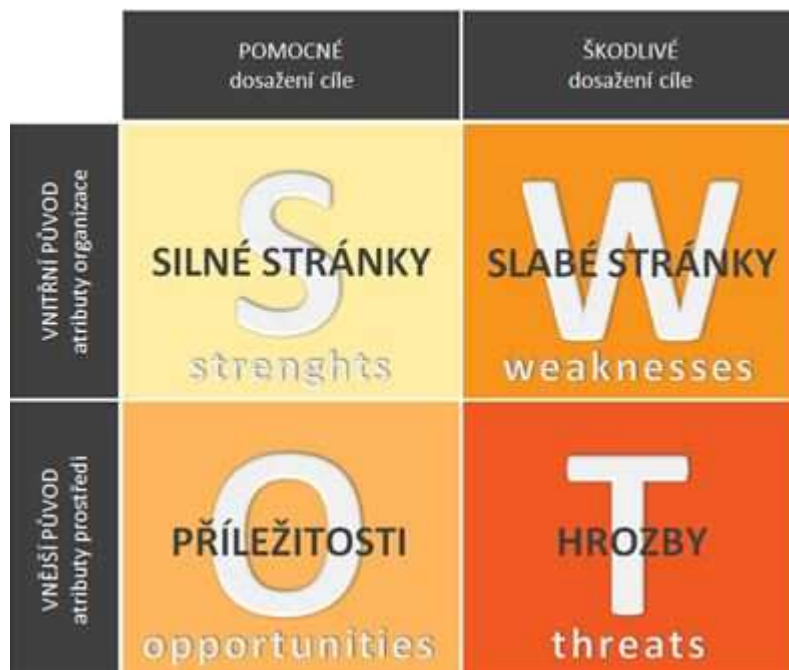 POMOCNÉ
dosažení cíle
ŠKODLIVÉ
dosažení cíle
VNITŘNÍ PŮVOD
atributy organizace
S
SILNÉ STRÁNKY
strenghts
W
SLABÉ STRÁNKY
weaknesses
VNĚJŠÍ PŮVOD
atributy prostředí
O
PŘÍLEŽITOSTI
opportunities
T
HROZBY
threats